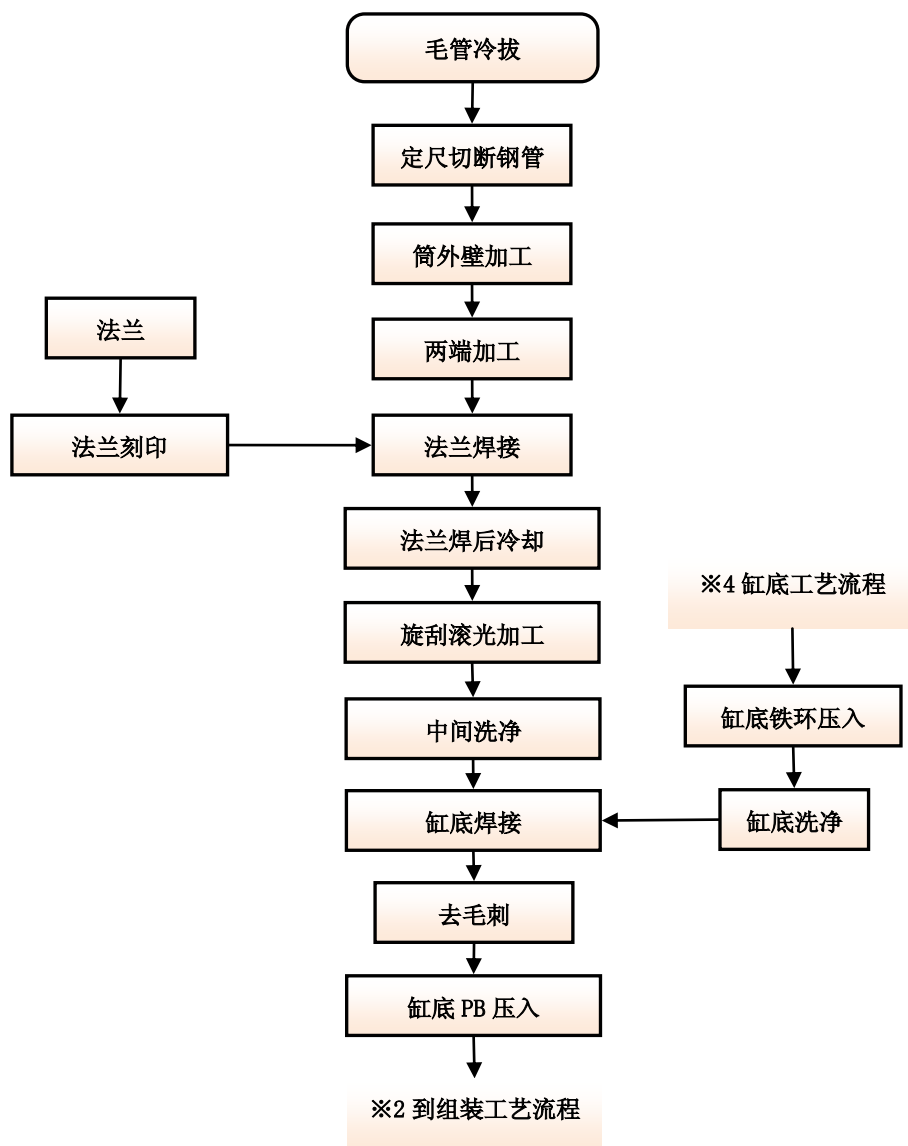 毛管冷拔
定尺切断钢管
筒外壁加工
法兰
两端加工
法兰刻印
法兰焊接
法兰焊后冷却
※4 缸底工艺流程
旋刮滚光加工
缸底铁环压入
中间洗净
缸底焊接
缸底洗净
去毛刺
缸底 PB 压入
※2 到组装工艺流程